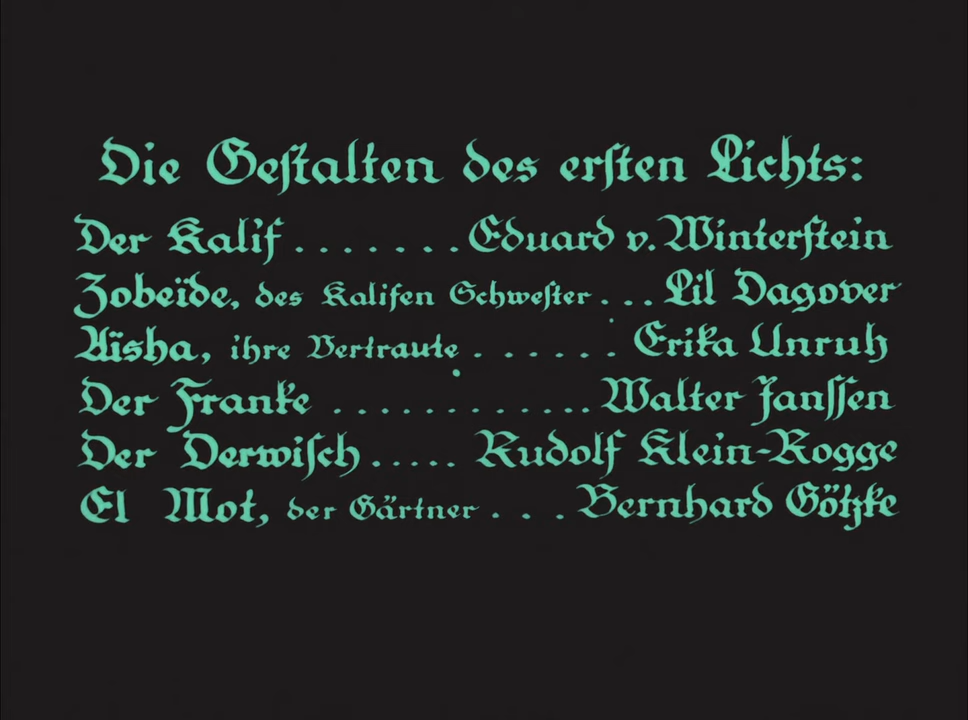 Die Gestalten des ersten Lichts:
Der Kalif ....... Eduard v. Winterstein
Zobeïde, des Kalifen Schwester ... Lil Dagover
Aïsha, ihre Vertraute ...... Erika Unruh
Der Franke ............. Walter Janssen
Der Derwisch ..... Rudolf Klein-Rogge
El Mot, der Gärtner . . . Bernhard Götzke